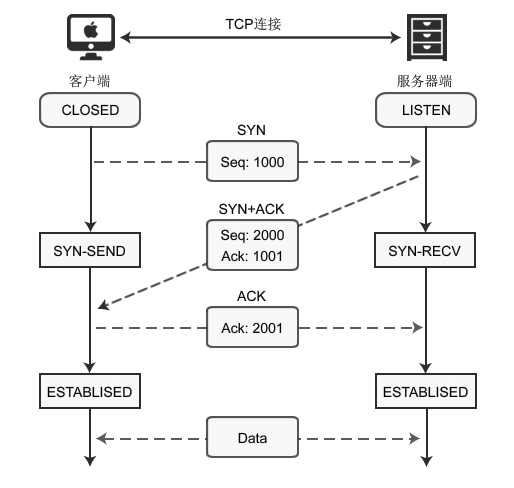 TCP连接
客户端
服务器端
CLOSED
LISTEN
SYN
Seq: 1000
SYN+ACK
Seq: 2000
Ack: 1001
SYN-SEND
SYN-RECV
ACK
Ack: 2001
ESTABLISED
ESTABLISED
Data